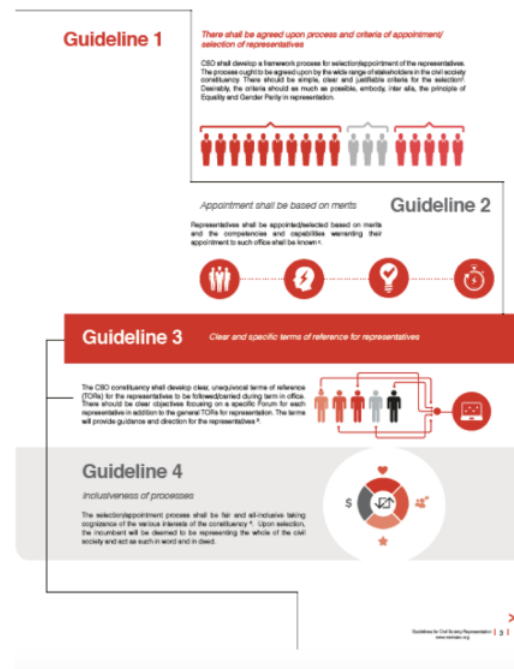 Guideline 1
There shall be agreed upon process and criteria of appointment/
selection of representatives
CSO shall develop a framework process for selection/appointment of the representatives.
The process ought to be agreed upon by the wide range of stakeholders in the civil society
constituency. There should be simple, clear and justifiable criteria for the selection
Desirably, the criteria should as much as possible, embody, inter alia, the principle of
Equality and Gender Parity in representation.
Appointment shall be based on merits
Guideline 2
Representatives shall be appointed/selected based on merits
and the competencies and capabilities warranting their
appointment to such office shall be known
Guideline 3
Clear and specific terms of reference for representatives
The CSO constituency shall develop clear, unequivocal terms of reference
(TORs) for the representatives to be followed/carried during term in office.
There should be clear objectives focusing on a specific Forum for each
representative in addition to the general TORs for representation. The terms
will provide guidance and direction for the representatives
Guideline 4
Inclusiveness of processes
The selection/appointment process shall be fair and all-inclusive taking
cognizance of the various interests of the constituency . Upon selection,
the incumbent will be deemed to be representing the whole of the civil
society and act as such in word and in deed.
$
Guidelines for Civil Society Representation | 3 |